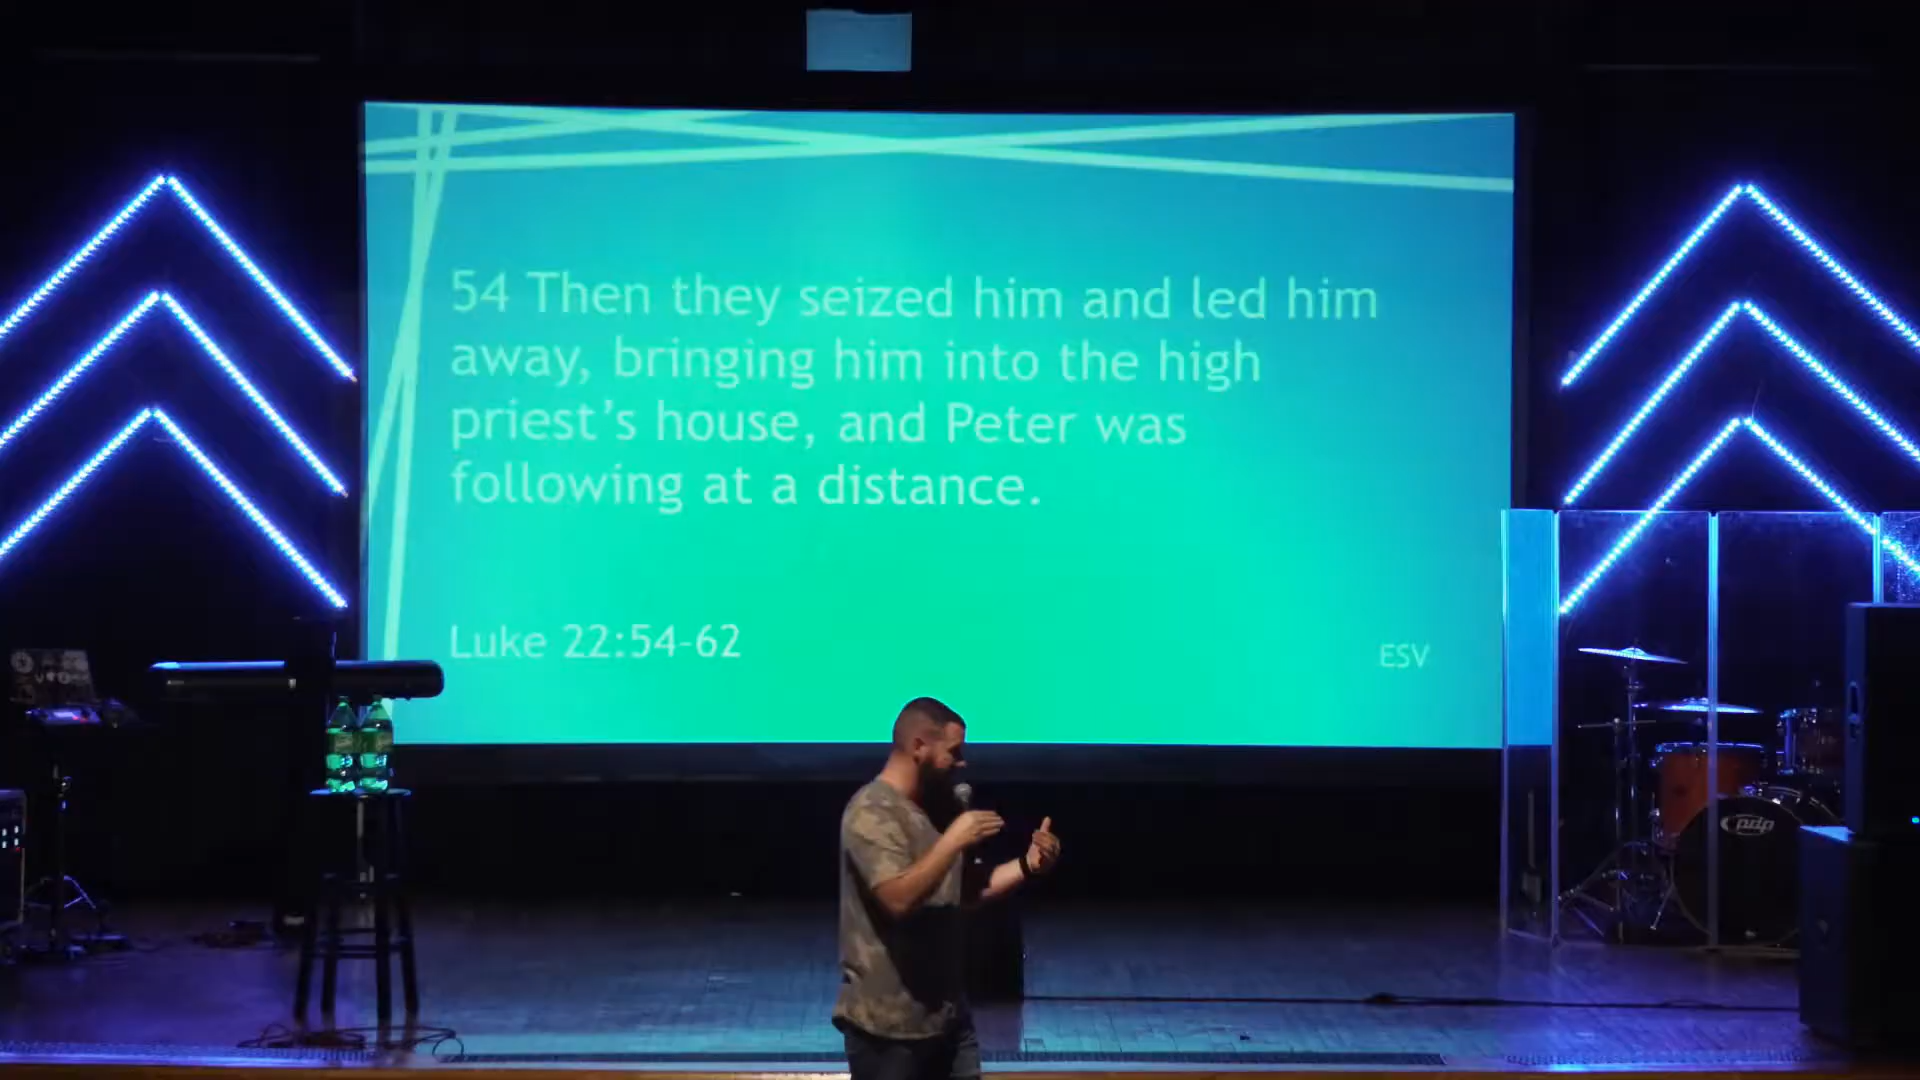 54 Then they seized him and led him
away, bringing him into the high
priest's house, and Peter was
following at a distance.
Luke 22:54-62
ESV
pdp